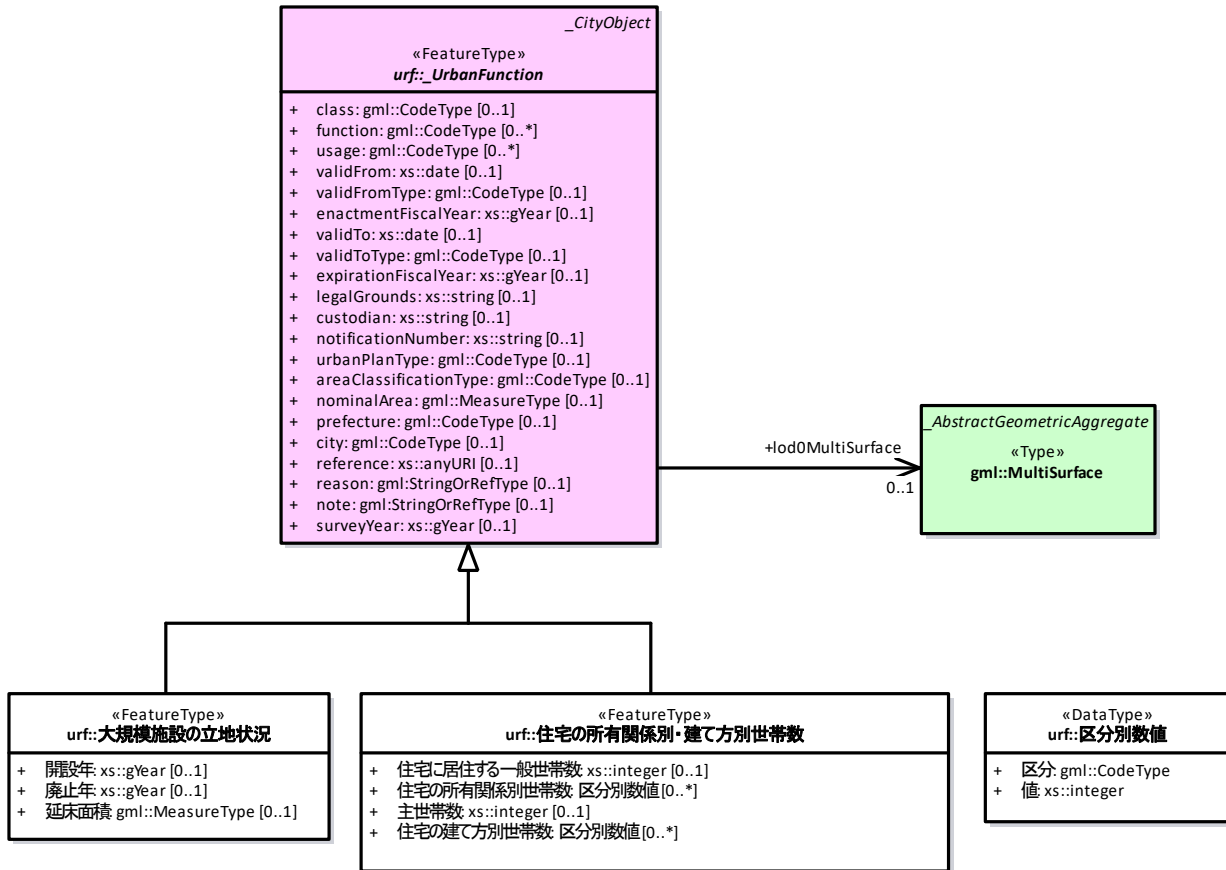 _CityObject
«FeatureType»
urf::_UrbanFunction
+ class: gml::CodeType [0..1]
+ function: gml::CodeType [0..*]
+ usage: gml::CodeType [0..*]
+ validFrom: xs::date [0..1]
+ validFromType: gml::CodeType [0..1]
+ enactmentFiscalYear: xs::gYear [0..1]
+ validTo: xs::date [0..1]
+ validToType: gml::CodeType [0..1]
+ expirationFiscalYear: xs::gYear [0..1]
+ legalGrounds: xs::string [0..1]
+ custodian: xs::string [0..1]
+ notificationNumber: xs::string [0..1]
+ urbanPlanType: gml::CodeType [0..1]
+ areaClassificationType: gml::CodeType [0..1]
+ nominalArea: gml::MeasureType [0..1]
+ prefecture: gml::CodeType [0..1]
+ city: gml::CodeType [0..1]
+ reference: xs::anyURI [0..1]
+ reason: gml:StringOrRefType [0..1]
+ note: gml:StringOrRefType [0..1]
+ surveyYear: xs::gYear [0..1]
+lod0MultiSurface
0..1
_AbstractGeometricAggregate
«Type»
gml::MultiSurface
«FeatureType»
urf::大規模施設の立地状況
+ 開設年: xs::gYear [0..1]
+ 廃止年: xs::gYear [0..1]
+ 延床面積: gml::MeasureType [0..1]
«FeatureType»
urf::住宅の所有関係別・建て方別世帯数
+ 住宅に居住する一般世帯数: xs::integer [0..1]
+ 住宅の所有関係別世帯数: 区分別数値 [0..*]
+ 主世帯数: xs::integer [0..1]
+ 住宅の建て方別世帯数: 区分別数値 [0..*]
«DataType»
urf::区分別数値
+ 区分: gml::CodeType
+ 値: xs::integer